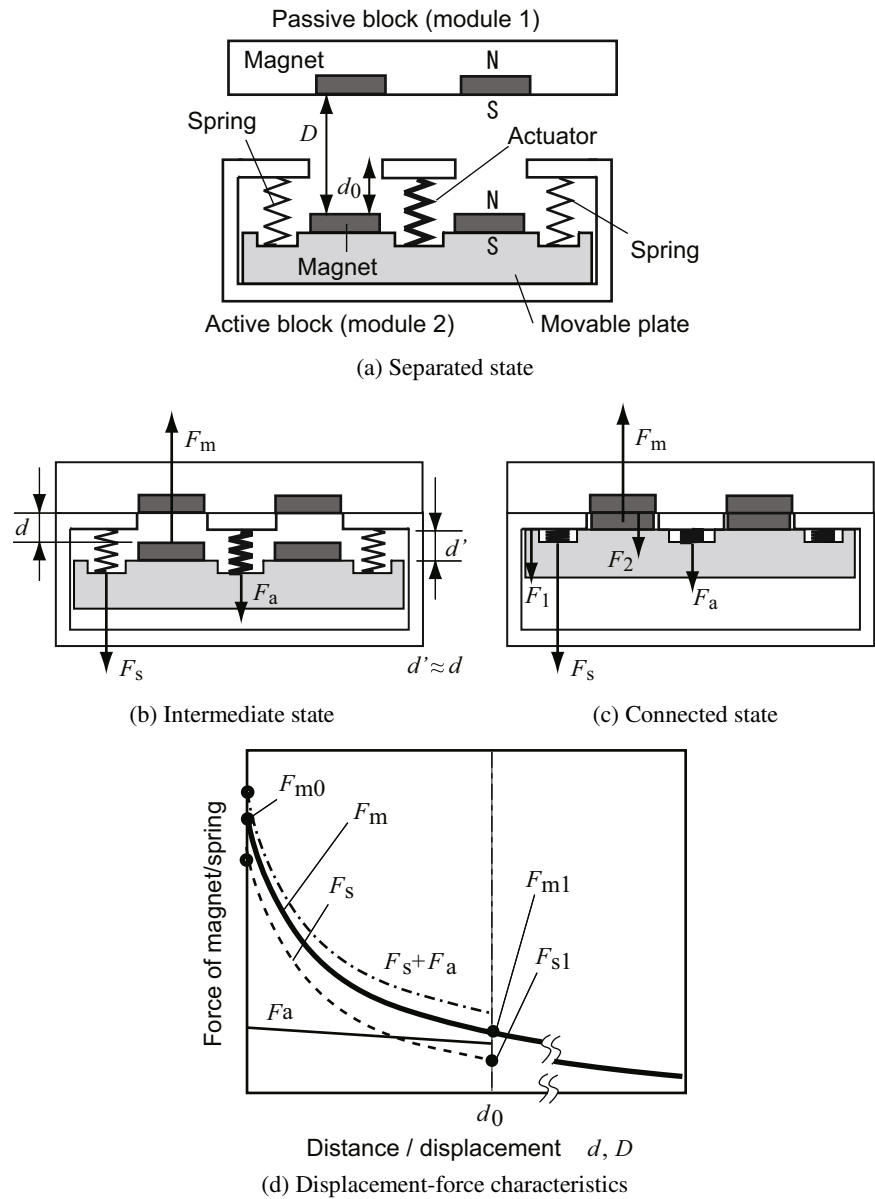 Passive block (module 1)
Magnet
N
S
Spring
D
Actuator
d0
N
S
Magnet
Spring
Active block (module 2)
Movable plate
(a) Separated state
Fm
d
d'
Fa
Fs
d' ≈ d
(b) Intermediate state
Fm
F1
F2
Fa
Fs
(c) Connected state
Force of magnet/spring
Fm0
Fm
Fs
Fm1
Fs+Fa
Fs1
Fa
d0
Distance / displacement d, D
(d) Displacement-force characteristics